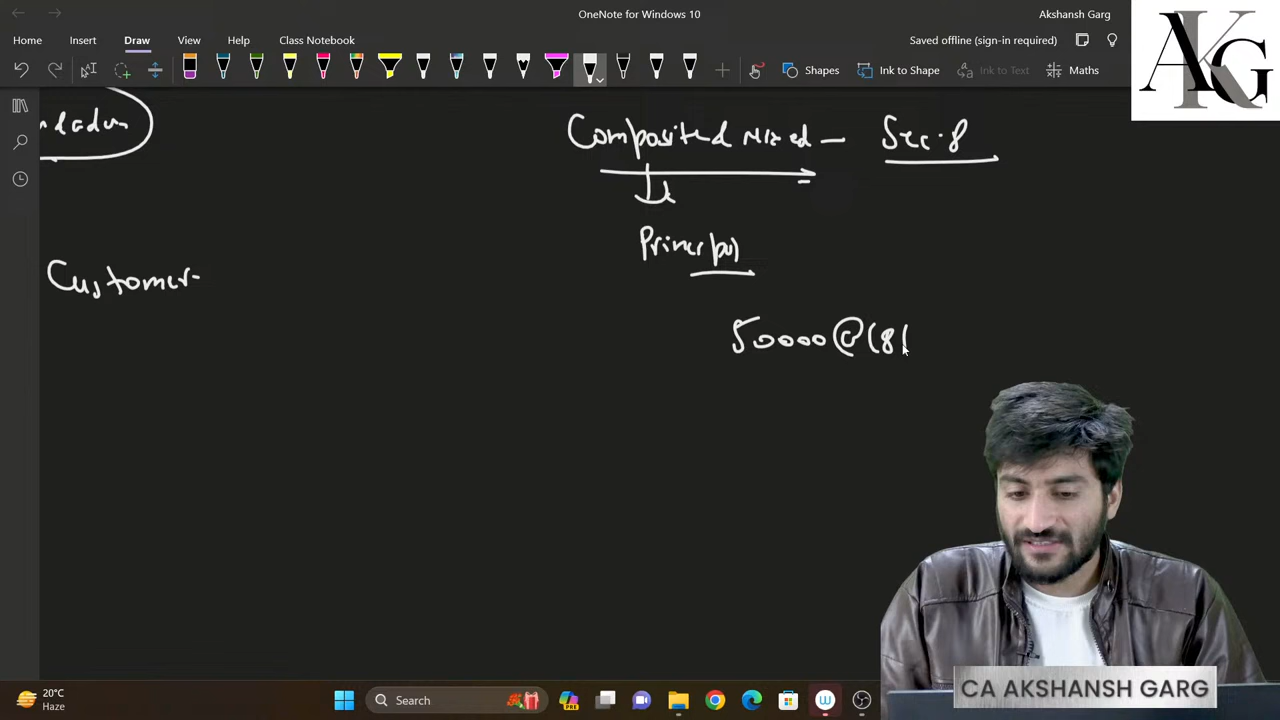 OneNote for Windows 10
Akshansh Garg
Home Insert Draw View Help Class Notebook
Saved offline (sign-in required)
Shapes Ink to Shape Ink to Text Maths
AKG
Composite & Mixed - Sec. 8
Principal
Customer-
50000@18
CA AKSHANSH GARG
20°C
Haze
Search